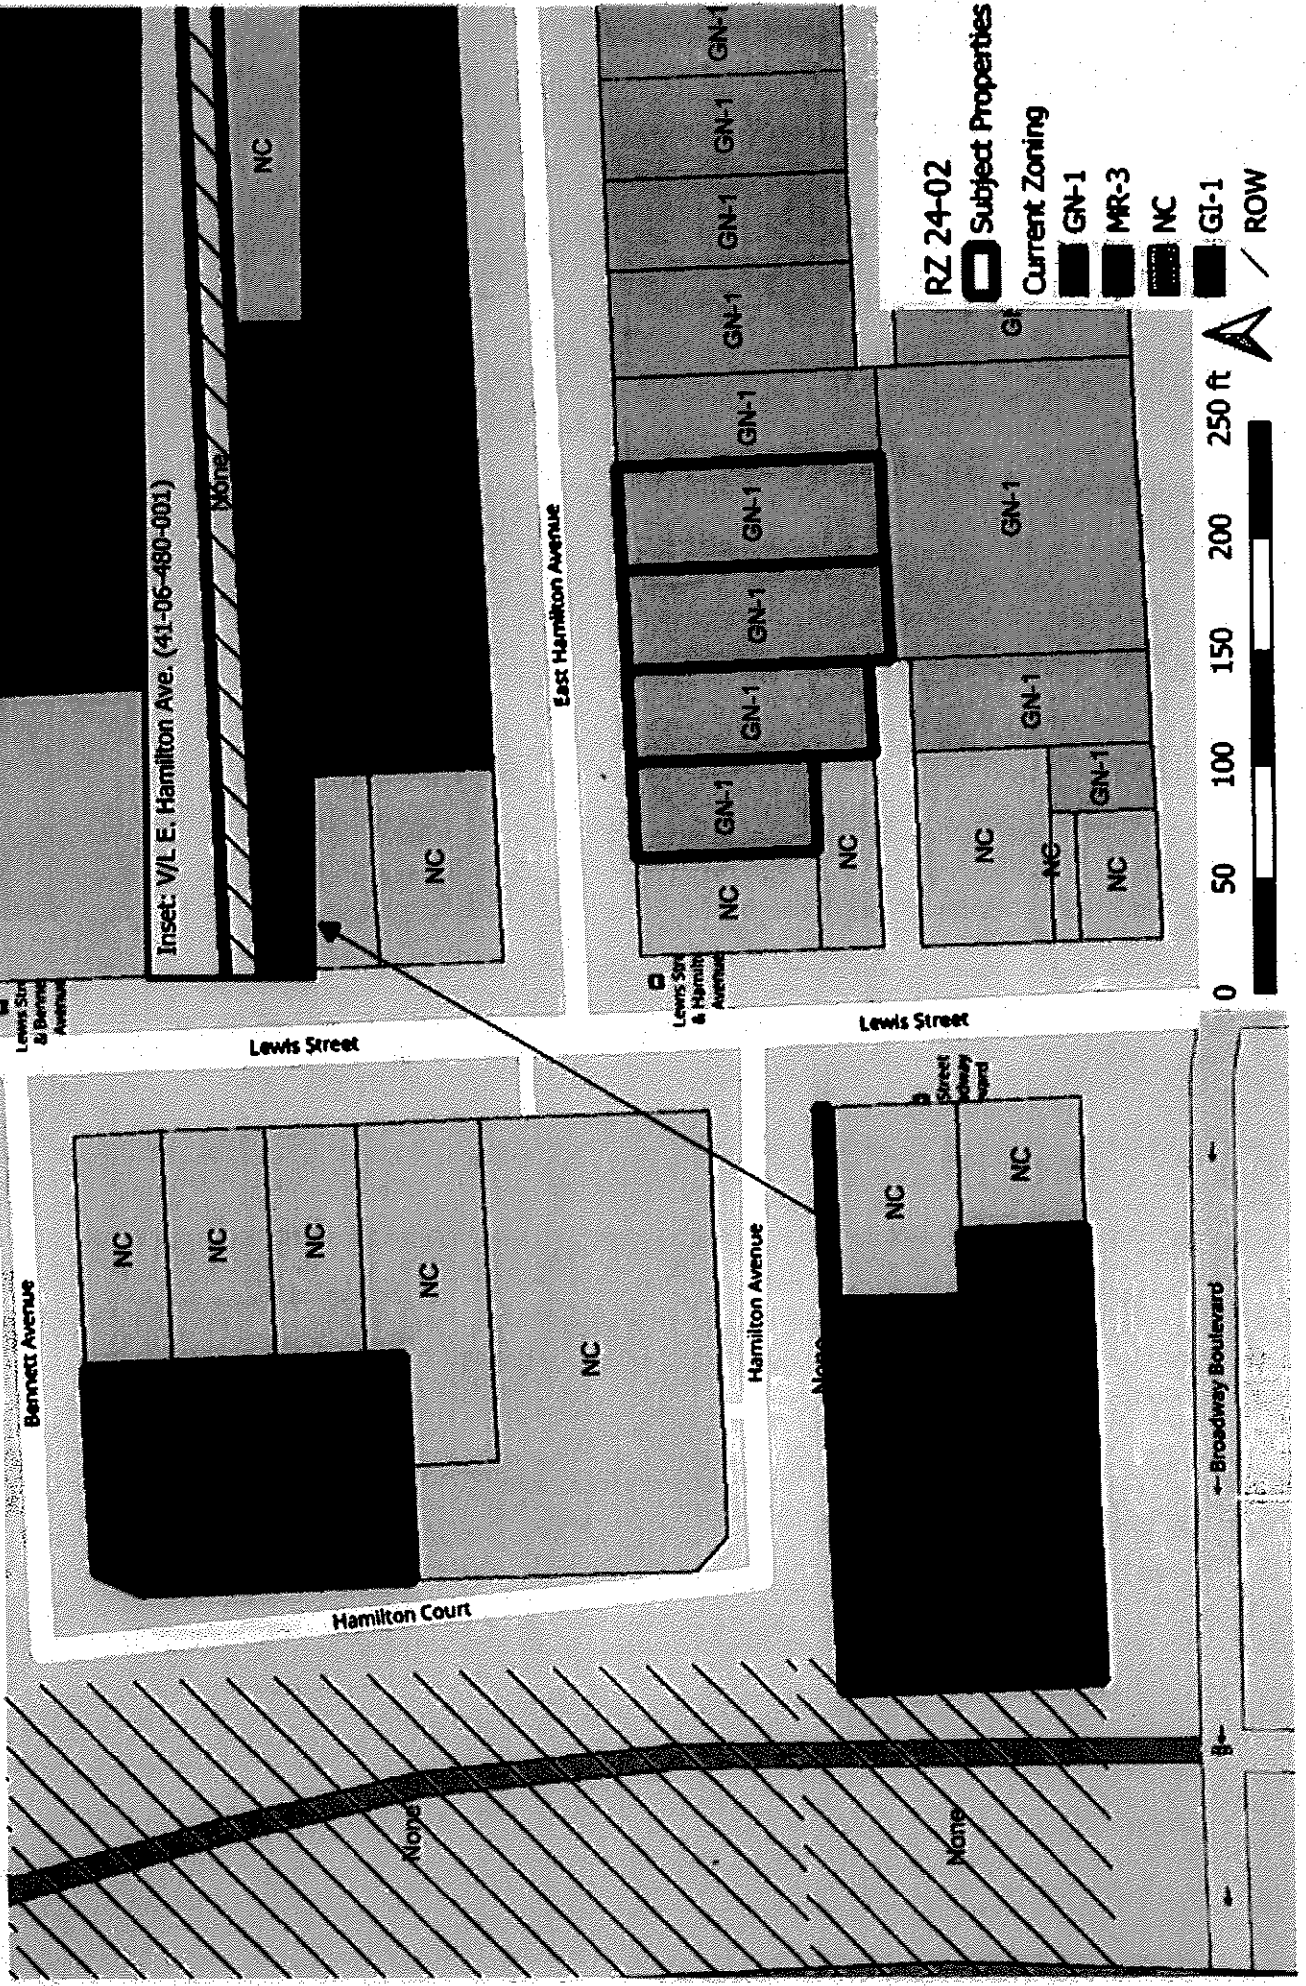 Bennett Avenue
Hamilton Court
None
None
NC
NC
NC
NC
NC
Lewis Street
Hamilton Avenue
NC
NC
← Broadway Boulevard
Lewis Street
Inset: V/L E. Hamilton Ave. (41-06-480-001)
None
NC
NC
East Hamilton Avenue
NC
NC
GN-1
GN-1
GN-1
GN-1
GN-1
GN-1
GN-1
GN-1
GN-1
NC
NC
NC
GN-1
GN-1
GN-1
0 50 100 150 200 250 ft
RZ 24-02
Subject Properties
Current Zoning
GN-1
MR-3
NC
GI-1
ROW